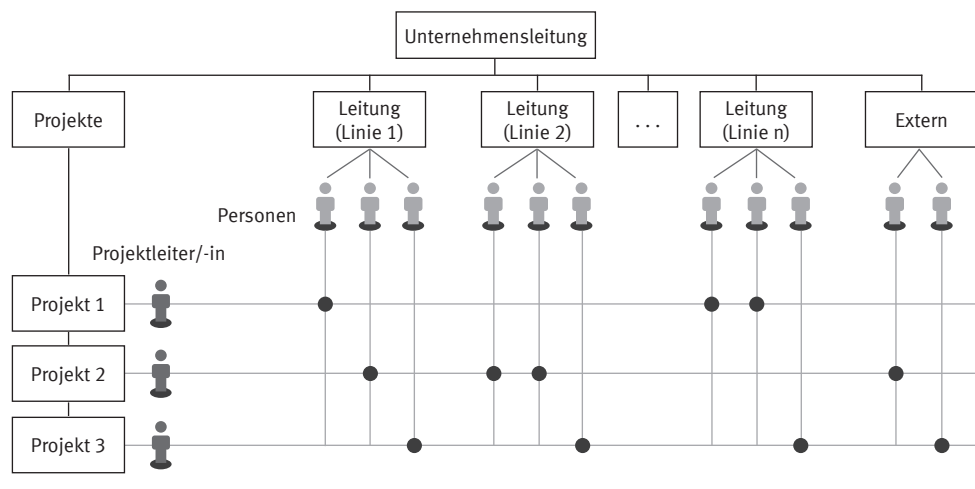 Unternehmensleitung
Projekte
Leitung
(Linie 1)
Leitung
(Linie 2)
...
Leitung
(Linie n)
Extern
Personen
Projektleiter/-in
Projekt 1
Projekt 2
Projekt 3